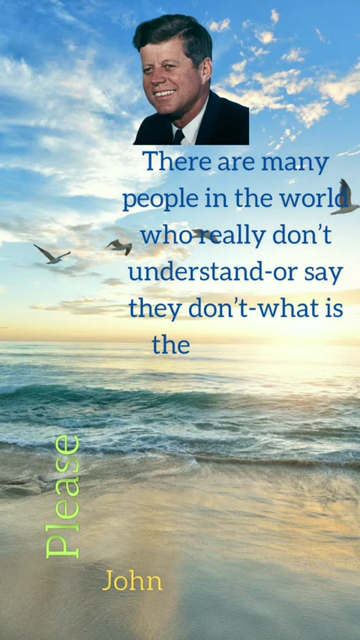 There are many
people in the world
who really don’t
understand-or say
they don’t-what is
the
Please
John